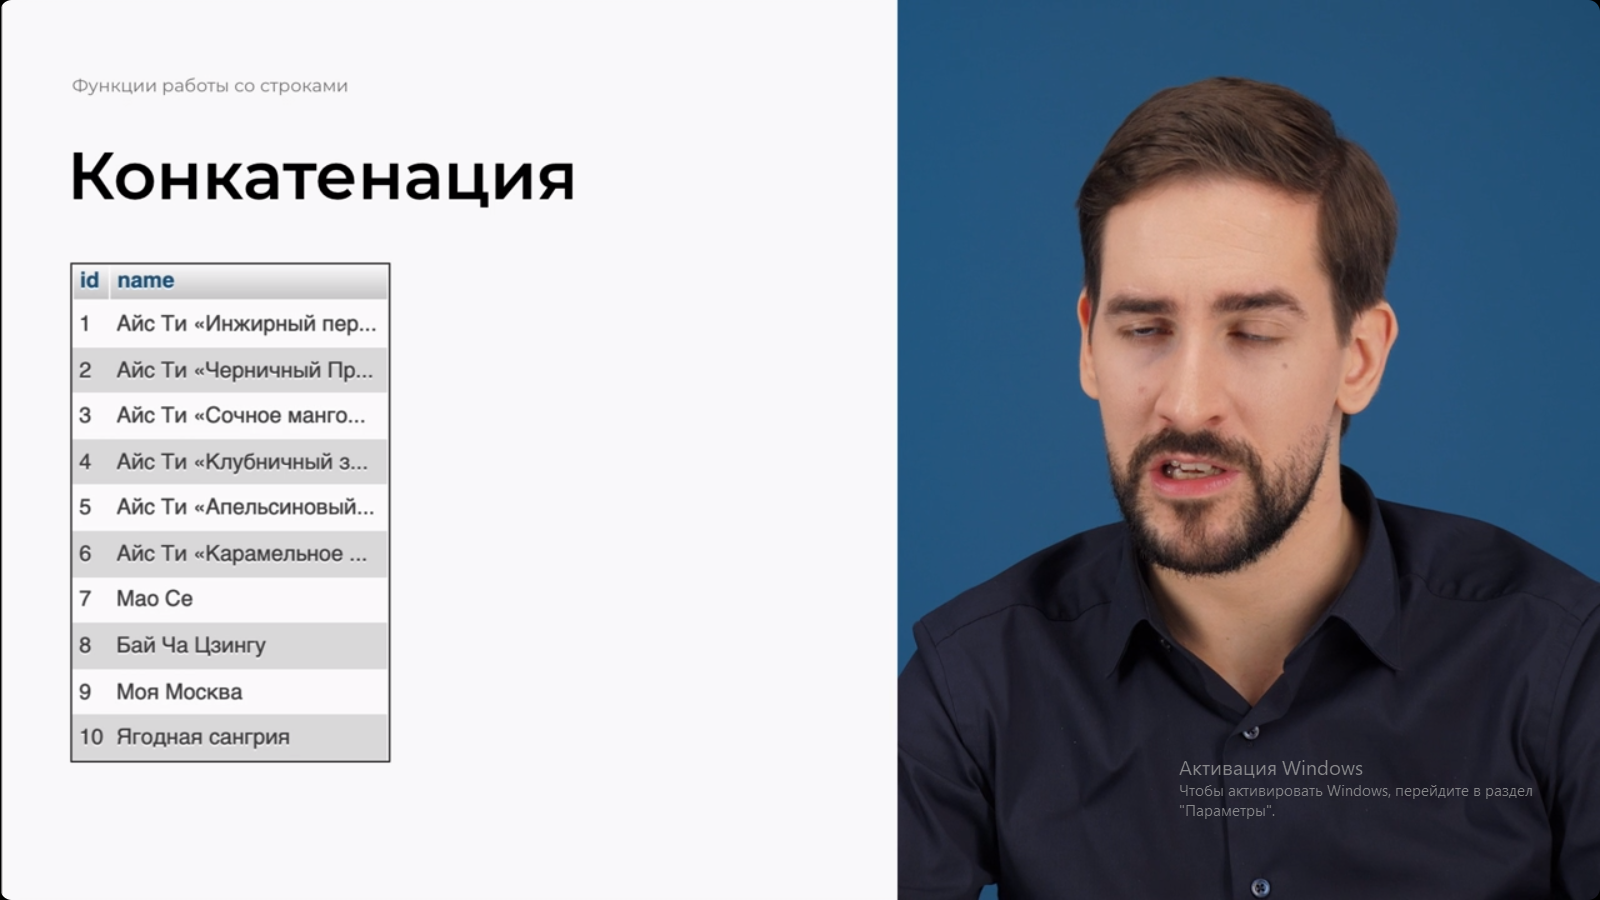 Функции работы со строками
Конкатенация
id name
1 Айс Ти «Инжирный пер...
2 Айс Ти «Черничный Пр...
3 Айс Ти «Сочное манго...
4 Айс Ти «Клубничный з...
5 Айс Ти «Апельсиновый...
6 Айс Ти «Карамельное ...
7 Мао Се
8 Бай Ча Цзингу
9 Моя Москва
10 Ягодная сангрия
Активация Windows
Чтобы активировать Windows, перейдите в раздел
"Параметры".